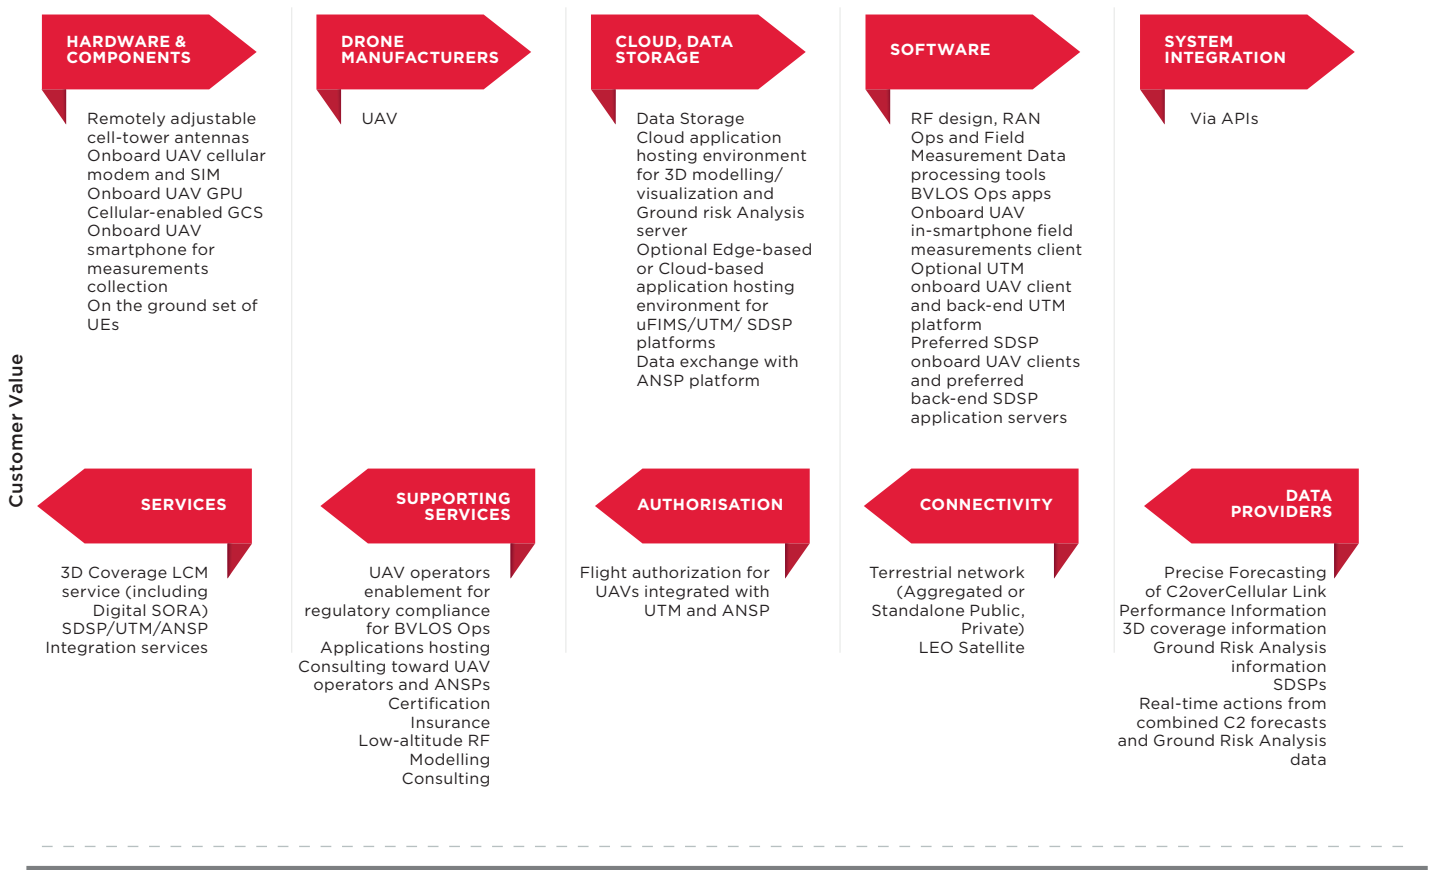 Customer Value
HARDWARE &
COMPONENTS
Remotely adjustable
cell-tower antennas
Onboard UAV cellular
modem and SIM
Onboard UAV GPU
Cellular-enabled GCS
Onboard UAV
smartphone for
measurements
collection
On the ground set of
UEs
DRONE
MANUFACTURERS
UAV
CLOUD, DATA
STORAGE
Data Storage
Cloud application
hosting environment
for 3D modelling/
visualization and
Ground risk Analysis
server
Optional Edge-based
or Cloud-based
application hosting
environment for
uFIMS/UTM/ SDSP
platforms
Data exchange with
ANSP platform
SOFTWARE
RF design, RAN
Ops and Field
Measurement Data
processing tools
BVLOS Ops apps
Onboard UAV
in-smartphone field
measurements client
Optional UTM
onboard UAV client
and back-end UTM
platform
Preferred SDSP
onboard UAV clients
and preferred
back-end SDSP
application servers
SYSTEM
INTEGRATION
Via APIs
SERVICES
3D Coverage LCM
service (including
Digital SORA)
SDSP/UTM/ANSP
Integration services
SUPPORTING
SERVICES
UAV operators
enablement for
regulatory compliance
for BVLOS Ops
Applications hosting
Consulting toward UAV
operators and ANSPs
Certification
Insurance
Low-altitude RF
Modelling
Consulting
AUTHORISATION
Flight authorization for
UAVs integrated with
UTM and ANSP
CONNECTIVITY
Terrestrial network
(Aggregated or
Standalone Public,
Private)
LEO Satellite
DATA
PROVIDERS
Precise Forecasting
of C2overCellular Link
Performance Information
3D coverage information
Ground Risk Analysis
information
SDSPs
Real-time actions from
combined C2 forecasts
and Ground Risk Analysis
data